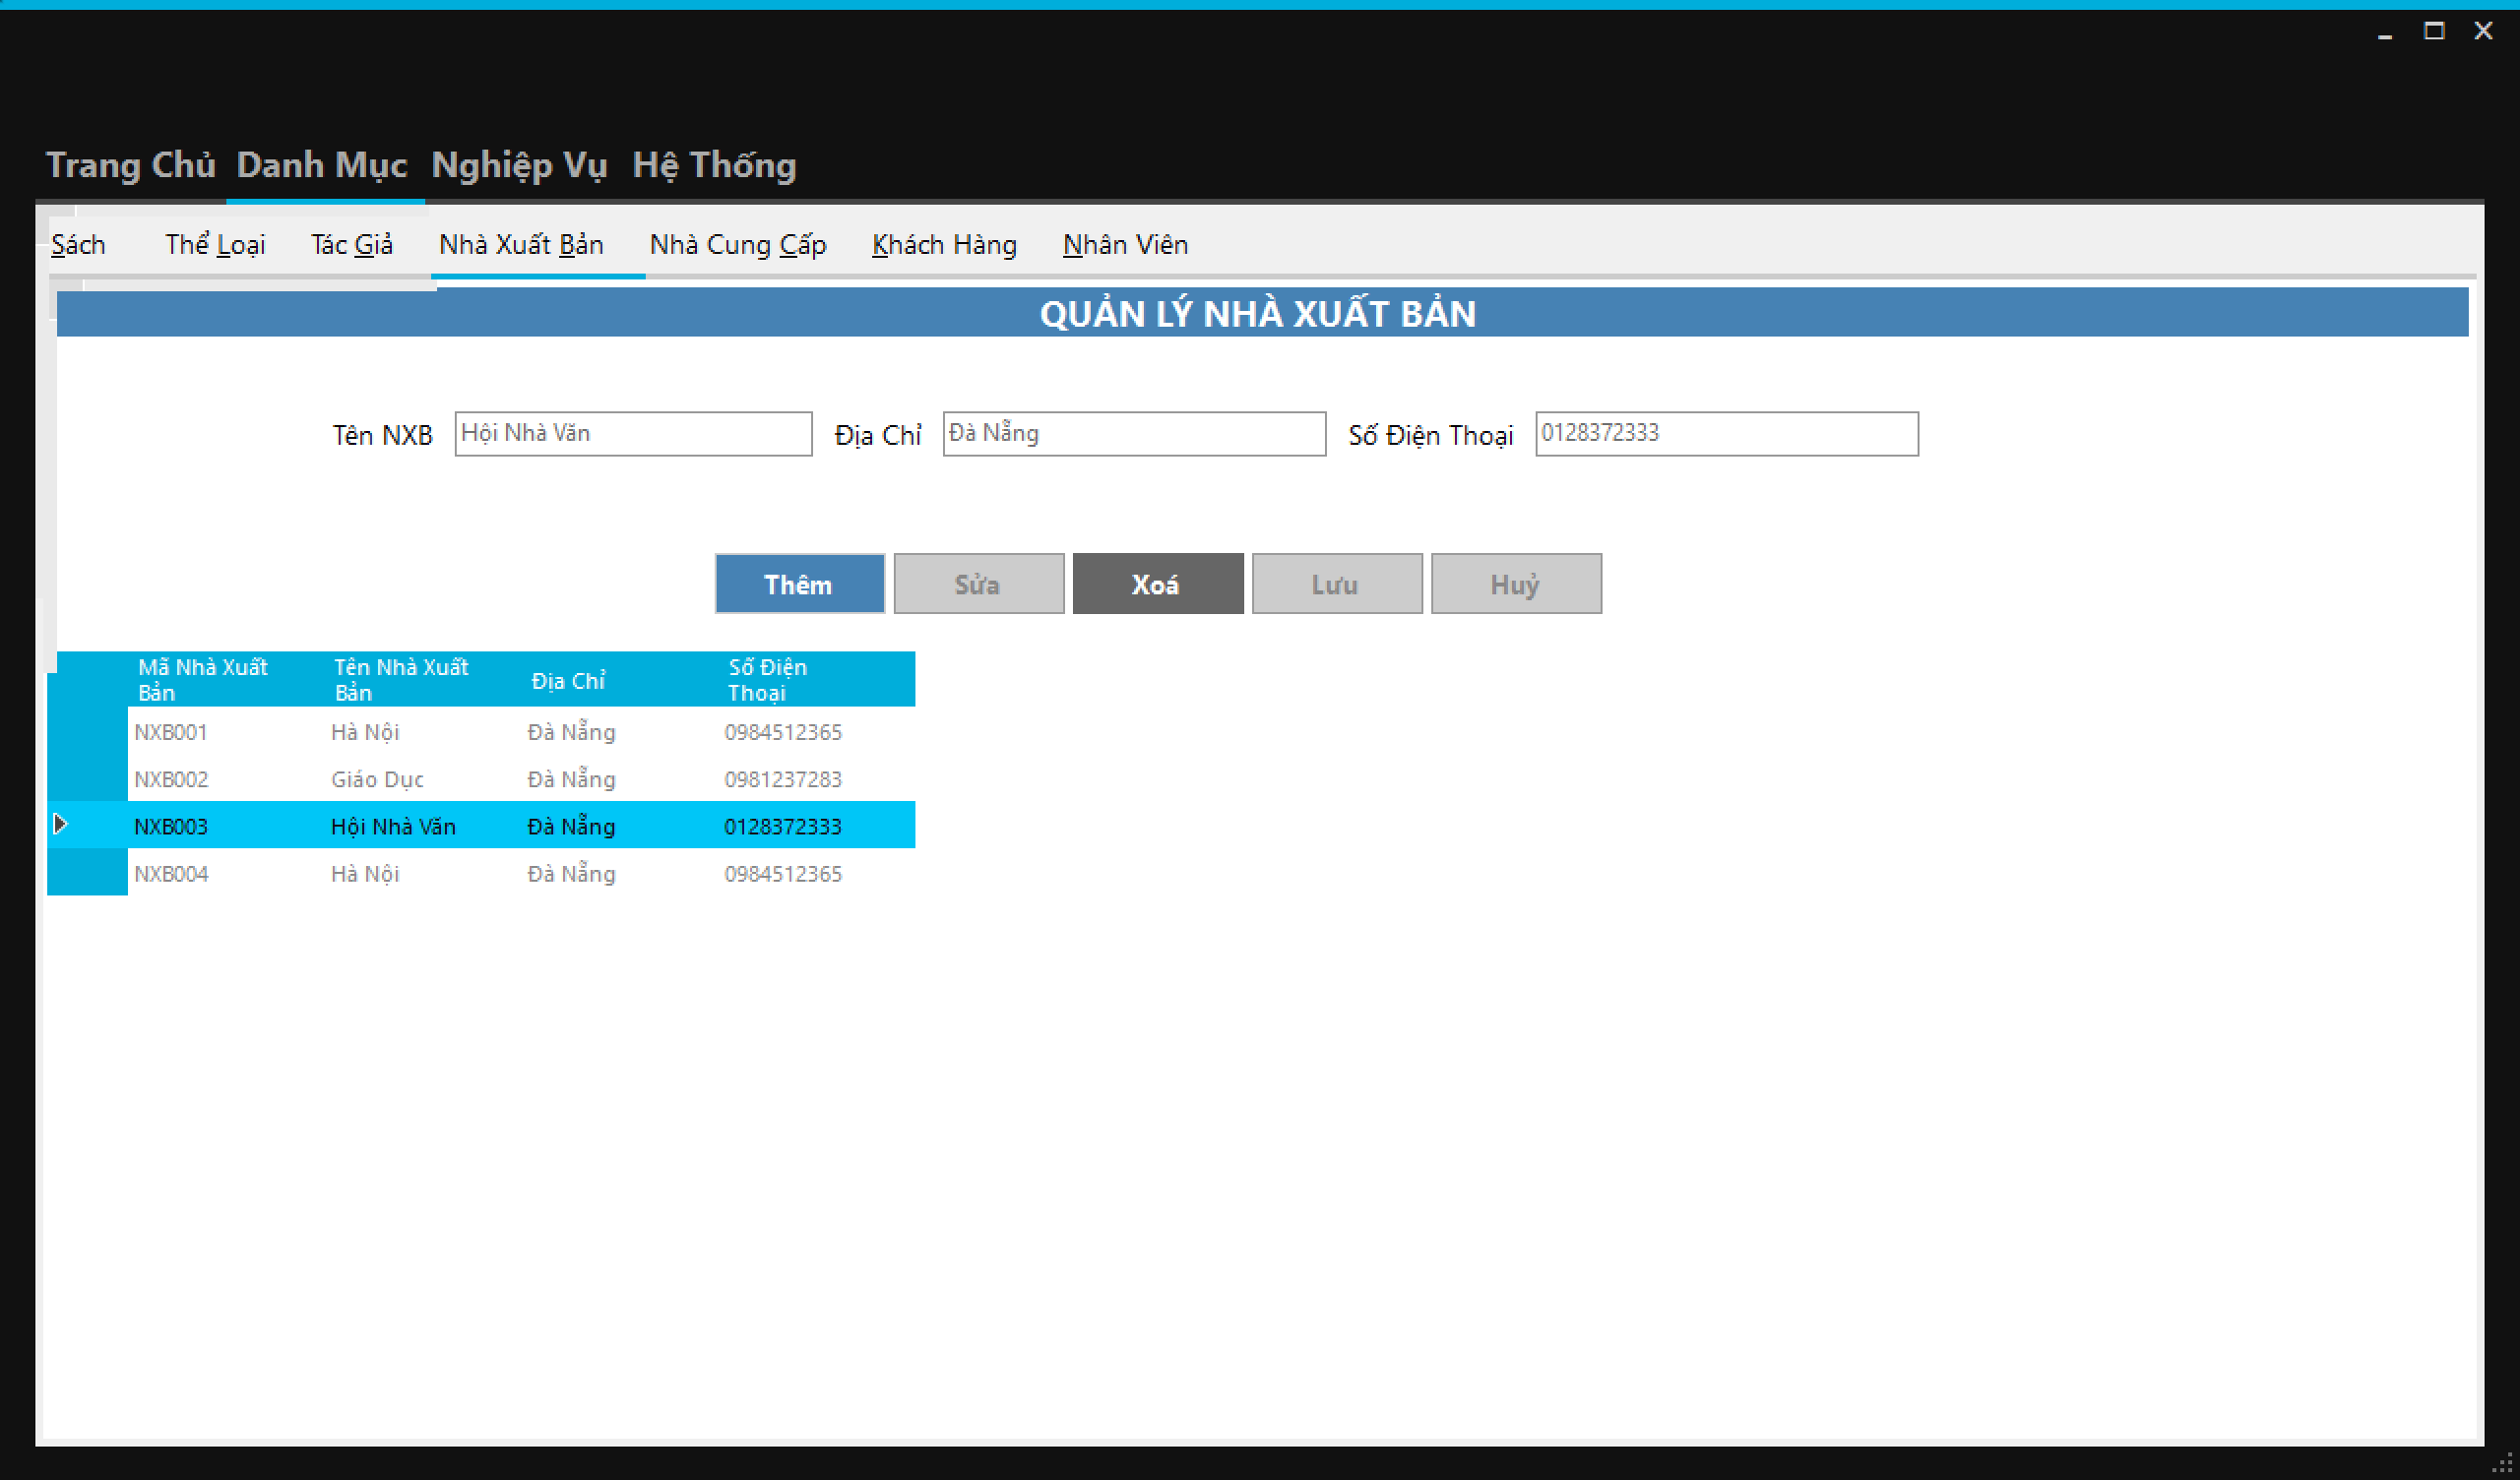 Trang Chủ Danh Mục Nghiệp Vụ Hệ Thống
Sách Thể Loại Tác Giả Nhà Xuất Bản Nhà Cung Cấp Khách Hàng Nhân Viên
QUẢN LÝ NHÀ XUẤT BẢN
Tên NXB Hội Nhà Văn Địa Chỉ Đà Nẵng Số Điện Thoại 0128372333
Thêm Sửa Xoá Lưu Huỷ
Mã Nhà Xuất Bản Tên Nhà Xuất Bản Địa Chỉ Số Điện Thoại
NXB001 Hà Nội Đà Nẵng 0984512365
NXB002 Giáo Dục Đà Nẵng 0981237283
NXB003 Hội Nhà Văn Đà Nẵng 0128372333
NXB004 Hà Nội Đà Nẵng 0984512365